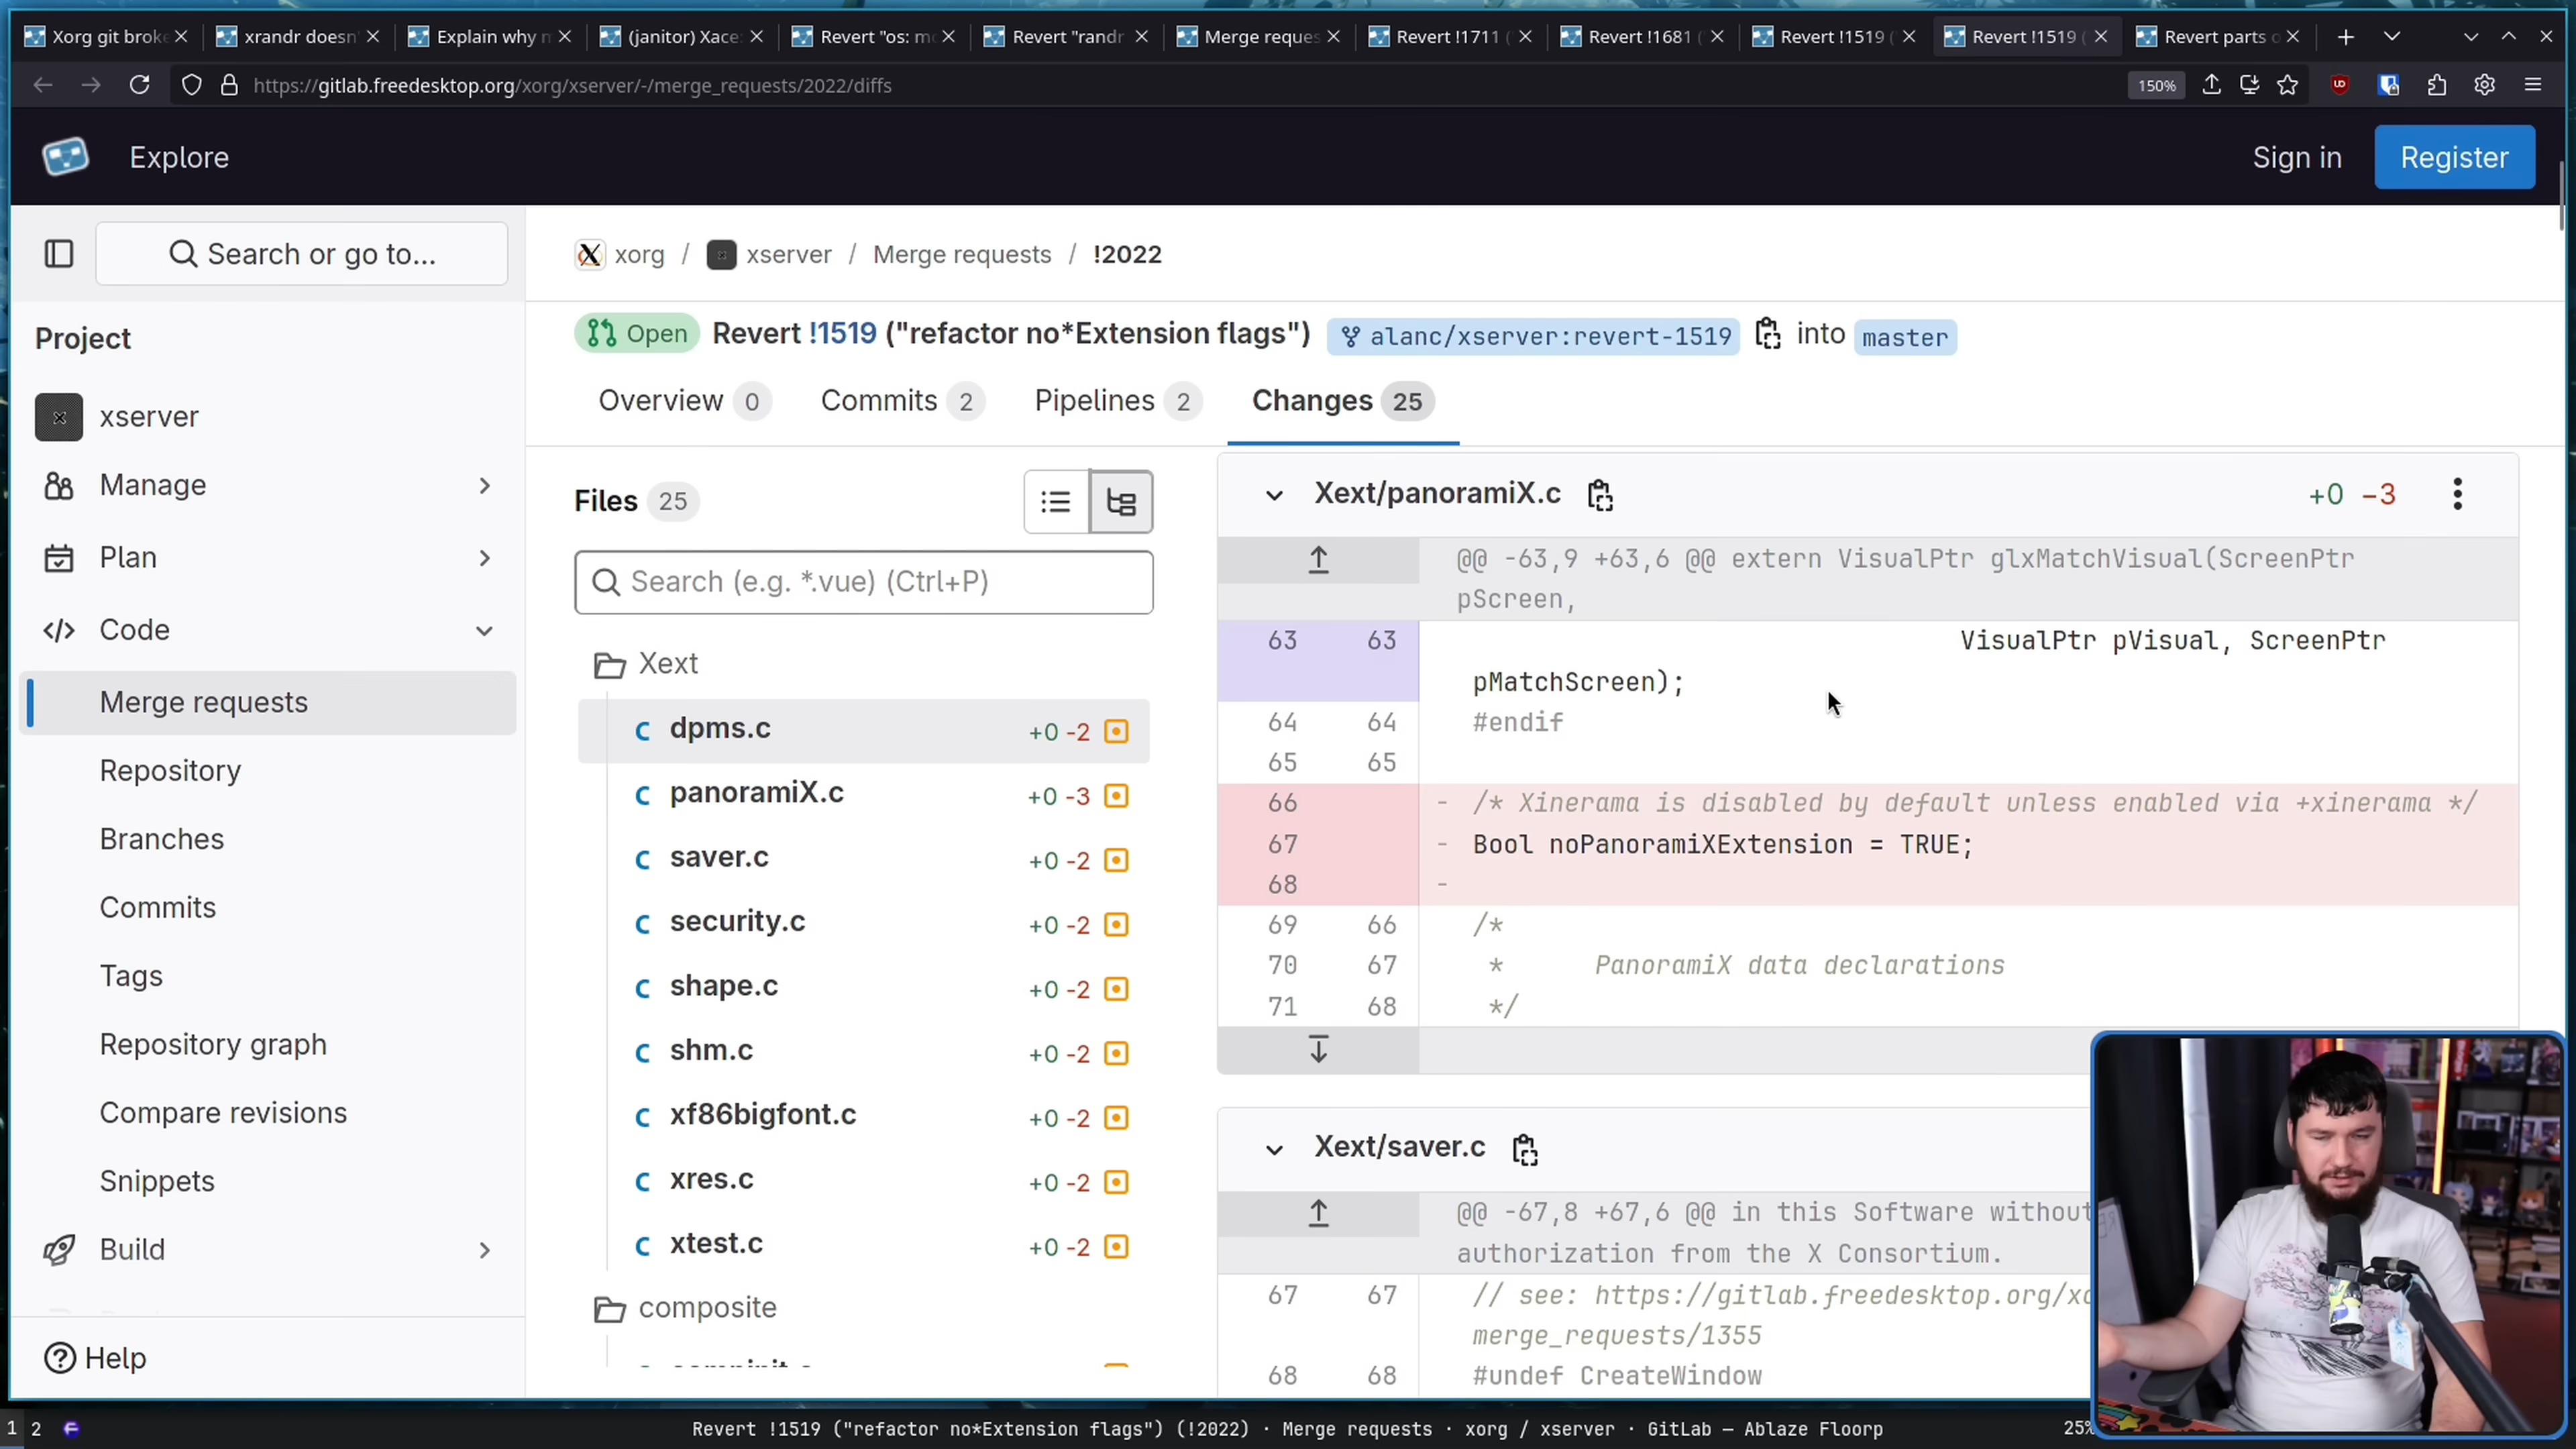 Xorg git broke
xrandr doesn'
Explain why n
(janitor) Xace
Revert "os: mo
Revert "randr
Merge reques
Revert !1711 (
Revert !1681 (
Revert !1519 (
Revert !1519 (
Revert parts o
https://gitlab.freedesktop.org/xorg/xserver/-/merge_requests/2022/diffs
150%
Explore
Sign in
Register
Search or go to...
xorg / xserver / Merge requests / !2022
Project
Open
Revert !1519 ("refactor no*Extension flags")
alanc/xserver:revert-1519
into
master
Overview 0
Commits 2
Pipelines 2
Changes 25
xserver
Manage
Plan
Code
Merge requests
Repository
Branches
Commits
Tags
Repository graph
Compare revisions
Snippets
Build
Help
Files 25
Search (e.g. *.vue) (Ctrl+P)
Xext
dpms.c +0 -2
panoramiX.c +0 -3
saver.c +0 -2
security.c +0 -2
shape.c +0 -2
shm.c +0 -2
xf86bigfont.c +0 -2
xres.c +0 -2
xtest.c +0 -2
composite
Xext/panoramiX.c
+0 −3
@@ -63,9 +63,6 @@ extern VisualPtr glxMatchVisual(ScreenPtr
pScreen,
63 63 VisualPtr pVisual, ScreenPtr
pMatchScreen);
64 64 #endif
65 65
66 - /* Xinerama is disabled by default unless enabled via +xinerama */
67 - Bool noPanoramiXExtension = TRUE;
68 -
69 66 /*
70 67 * PanoramiX data declarations
71 68 */
Xext/saver.c
@@ -67,8 +67,6 @@ in this Software without
authorization from the X Consortium.
67 67 // see: https://gitlab.freedesktop.org/xo
merge_requests/1355
68 68 #undef CreateWindow
1 2
Revert !1519 ("refactor no*Extension flags") (!2022) · Merge requests · xorg / xserver · GitLab — Ablaze Floorp
25%